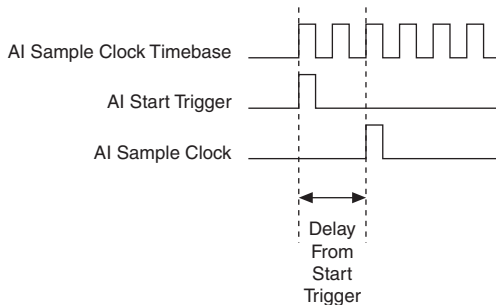 AI Sample Clock Timebase
AI Start Trigger
AI Sample Clock
Delay
From
Start
Trigger